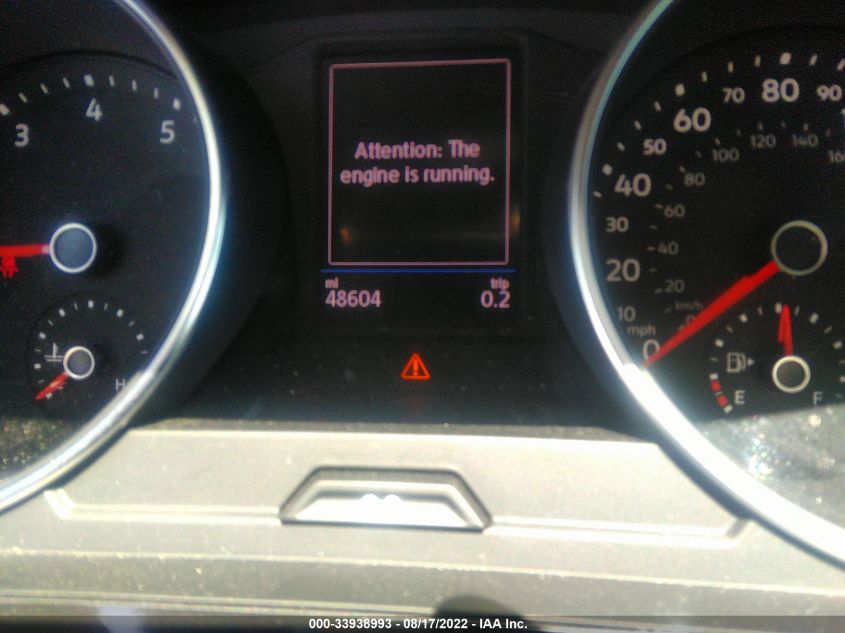 Attention: The
engine is running.
mi trip
48604 0.2
3 4 5
H
10 20 30 40 50 60 70 80 90
0
mph
20 40 60 80 100 120 140
km/h
E F
000-33938993 - 08/17/2022 - IAA Inc.